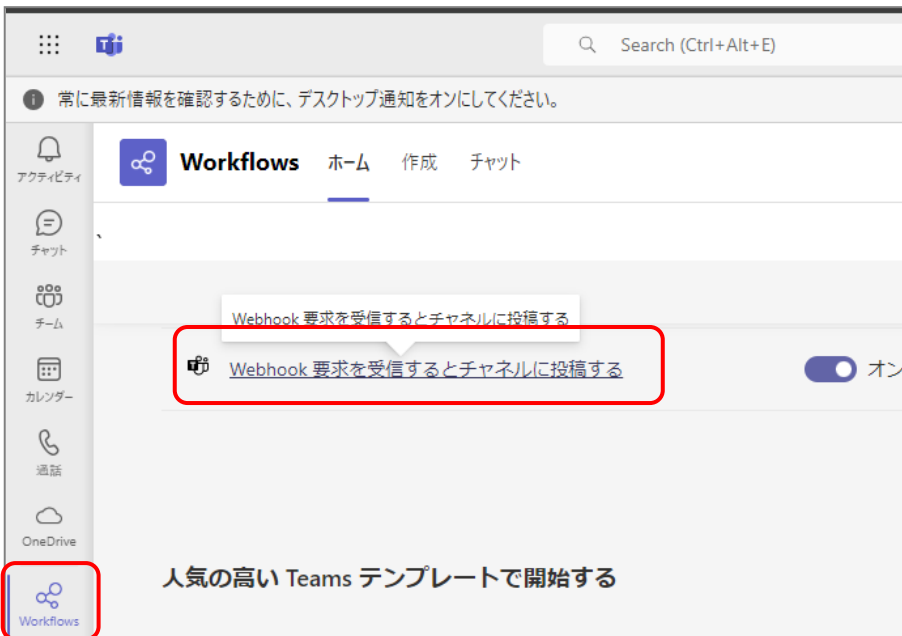 Search (Ctrl+Alt+E)
常に最新情報を確認するために、デスクトップ通知をオンにしてください。
アクティビティ
Workflows ホーム 作成 チャット
チャット
、
チーム
Webhook 要求を受信するとチャネルに投稿する
Webhook 要求を受信するとチャネルに投稿する オン
カレンダー
通話
OneDrive
人気の高い Teams テンプレートで開始する
Workflows